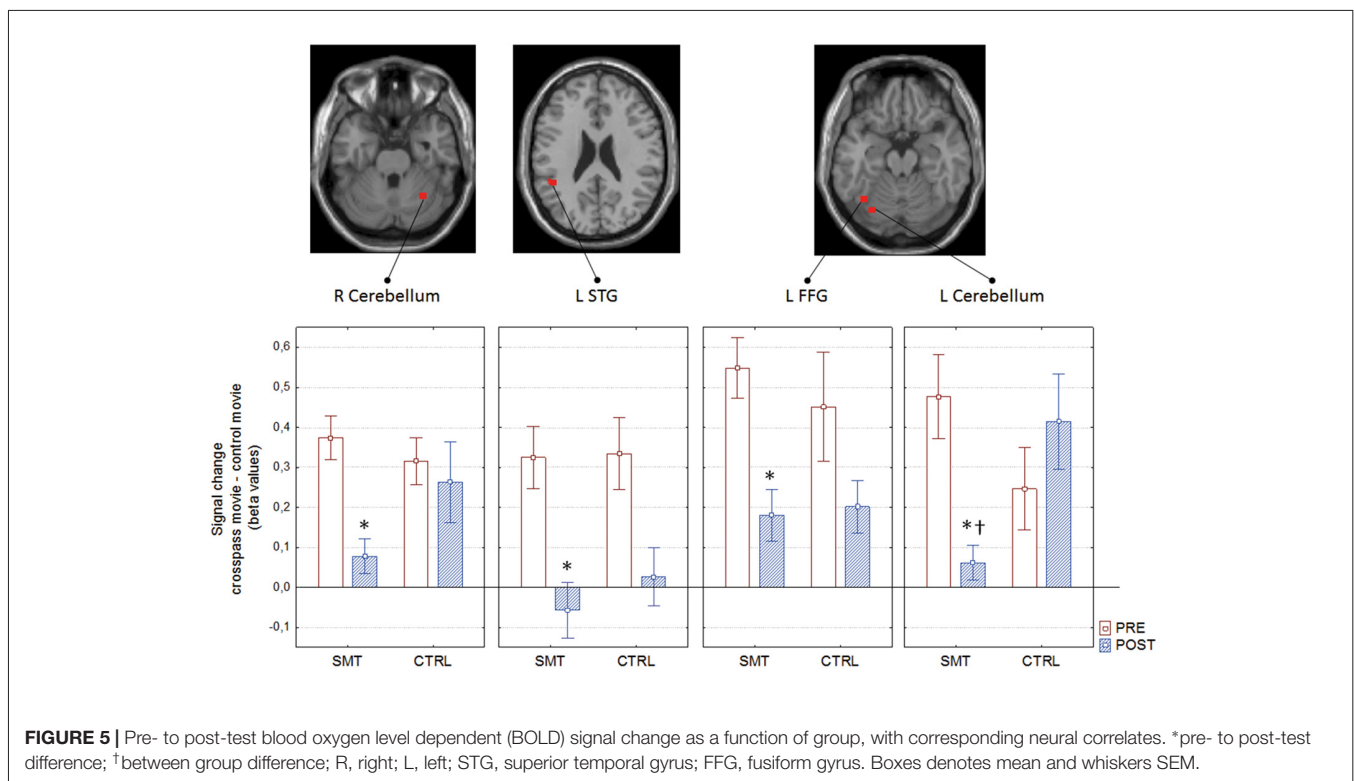 R Cerebellum
L STG
L FFG
L Cerebellum
Signal change
crosspass movie - control movie
(beta values)
0,6
0,5
0,4
0,3
0,2
0,1
0,0
-0,1
*
*
*
*†
SMT CTRL SMT CTRL SMT CTRL SMT CTRL
PRE
POST
FIGURE 5 | Pre- to post-test blood oxygen level dependent (BOLD) signal change as a function of group, with corresponding neural correlates. *pre- to post-test
difference; †between group difference; R, right; L, left; STG, superior temporal gyrus; FFG, fusiform gyrus. Boxes denotes mean and whiskers SEM.